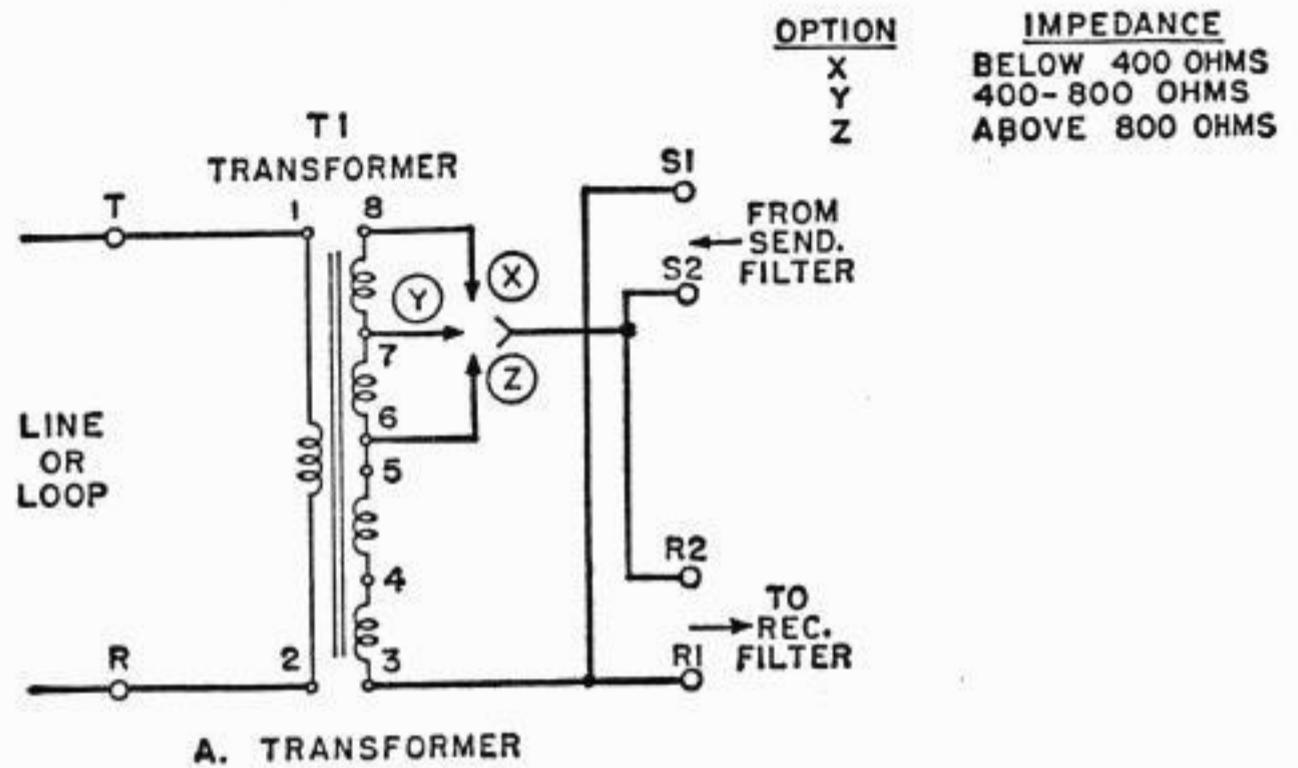 OPTION IMPEDANCE
X BELOW 400 OHMS
Y 400-800 OHMS
Z ABOVE 800 OHMS
T1
TRANSFORMER
T
1
8
X
Y
7
Z
6
5
4
3
2
R
LINE
OR
LOOP
S1
FROM
SEND.
FILTER
S2
R2
TO
REC.
FILTER
R1
A. TRANSFORMER